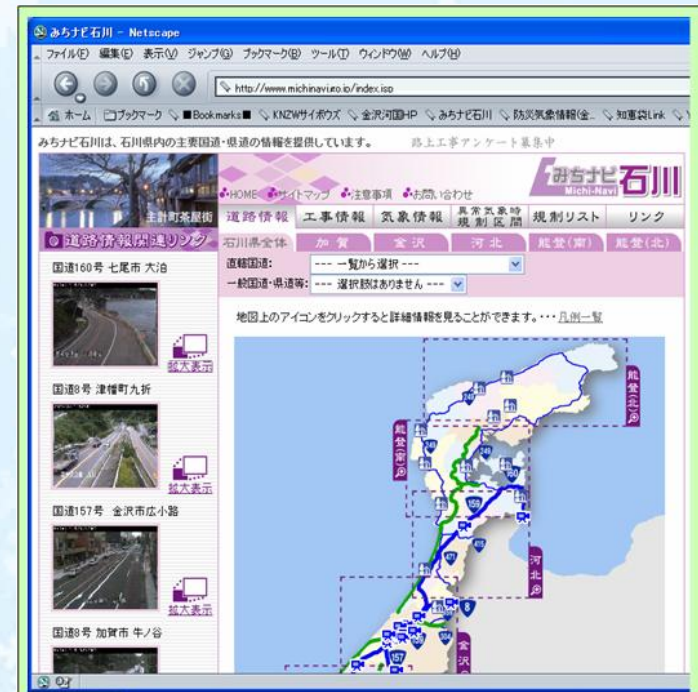 みちナビ石川 - Netscape
ファイル(F) 編集(E) 表示(V) ジャンプ(G) ブックマーク(B) ツール(T) ウィンドウ(W) ヘルプ(H)
http://www.michinavi.go.jp/index.jsp
ホーム ブックマーク ■Bookmarks■ KNZWサイボウズ 金沢河国HP みちナビ石川 防災気象情報(金... 知恵袋Link
みちナビ石川は、石川県内の主要国道・県道の情報を提供しています。 路上工事アンケート募集中
主計町茶屋街
HOME サイトマップ 注意事項 お問い合わせ
みちナビ石川
Michi-Navi
道路情報 工事情報 気象情報 異常気象時規制区間 規制リスト リンク
道路情報関連リンク
石川県全体 加賀 金沢 河北 能登(南) 能登(北)
直轄国道: --- 一覧から選択 ---
一般国道・県道等: --- 選択肢はありません ---
地図上のアイコンをクリックすると詳細情報を見ることができます。・・・凡例一覧
国道160号 七尾市 大泊
拡大表示
国道8号 津幡町九折
拡大表示
国道157号 金沢市広小路
拡大表示
国道8号 加賀市 牛ノ谷
能登(北)
能登(南)
河北
金沢
249
249
249
160
159
415
471
8
304
157